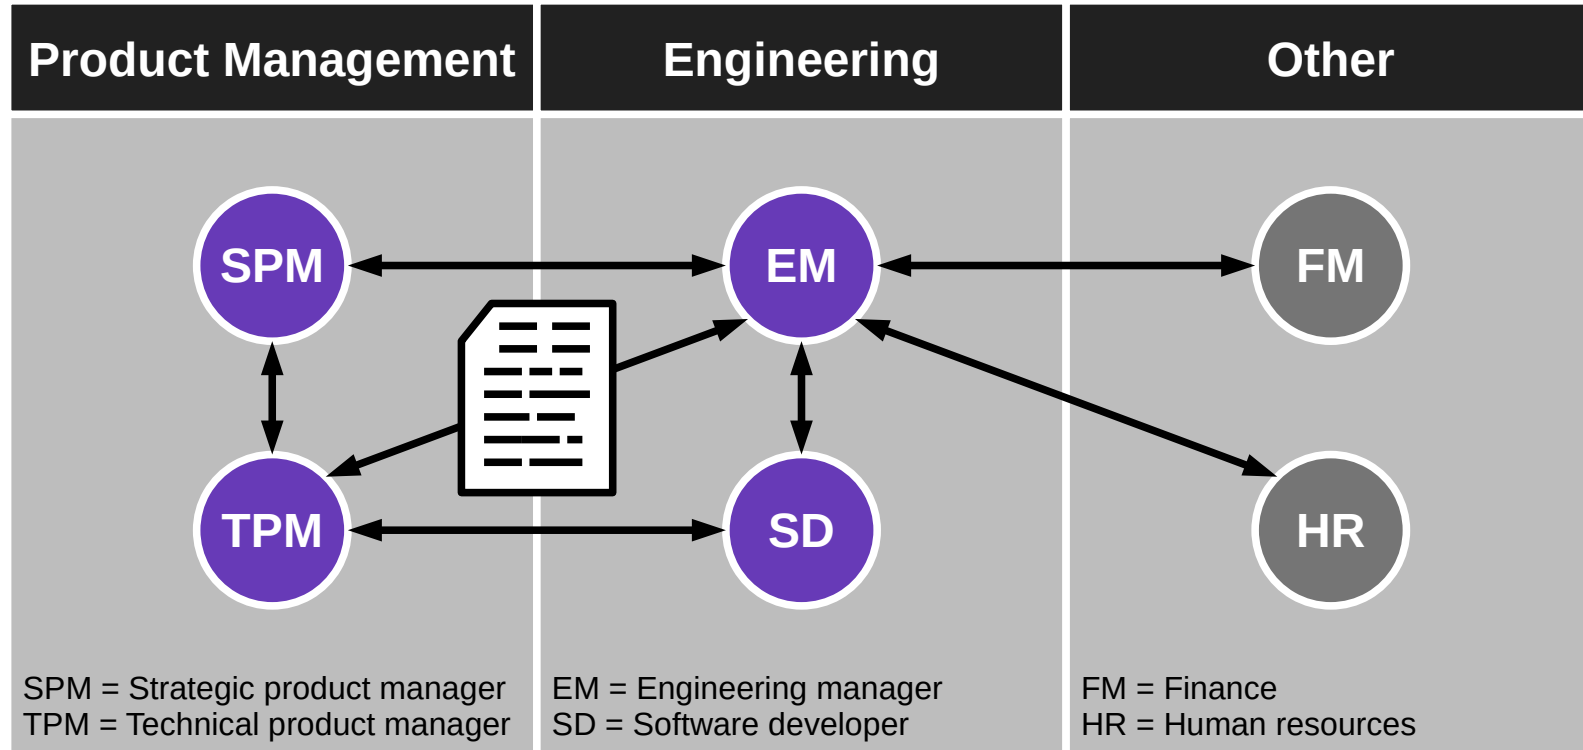 Product Management
Engineering
Other
SPM
EM
FM
TPM
SD
HR
SPM = Strategic product manager
TPM = Technical product manager
EM = Engineering manager
SD = Software developer
FM = Finance
HR = Human resources